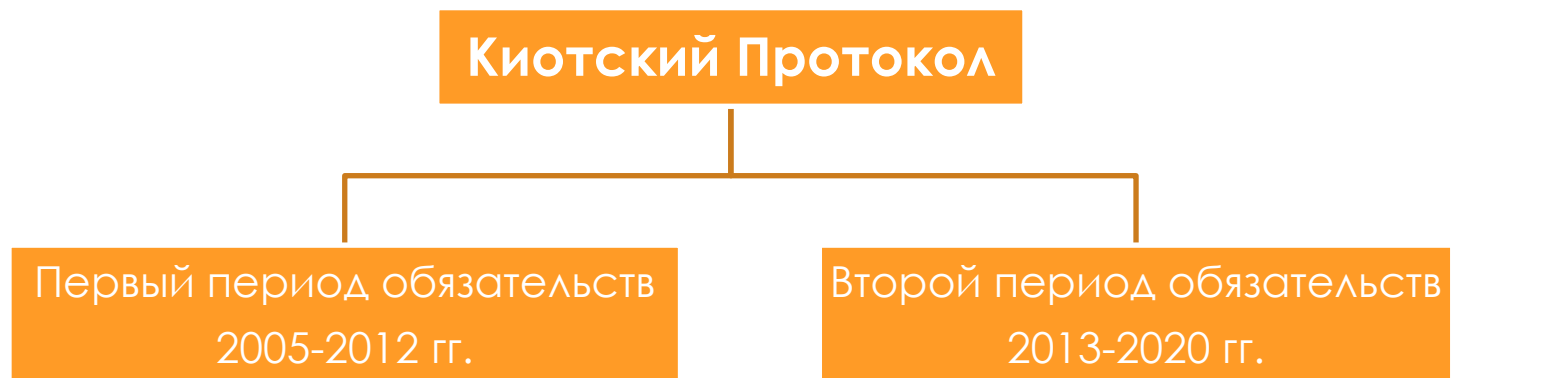 Киотский Протокол
Первый период обязательств
2005-2012 гг.
Второй период обязательств
2013-2020 гг.